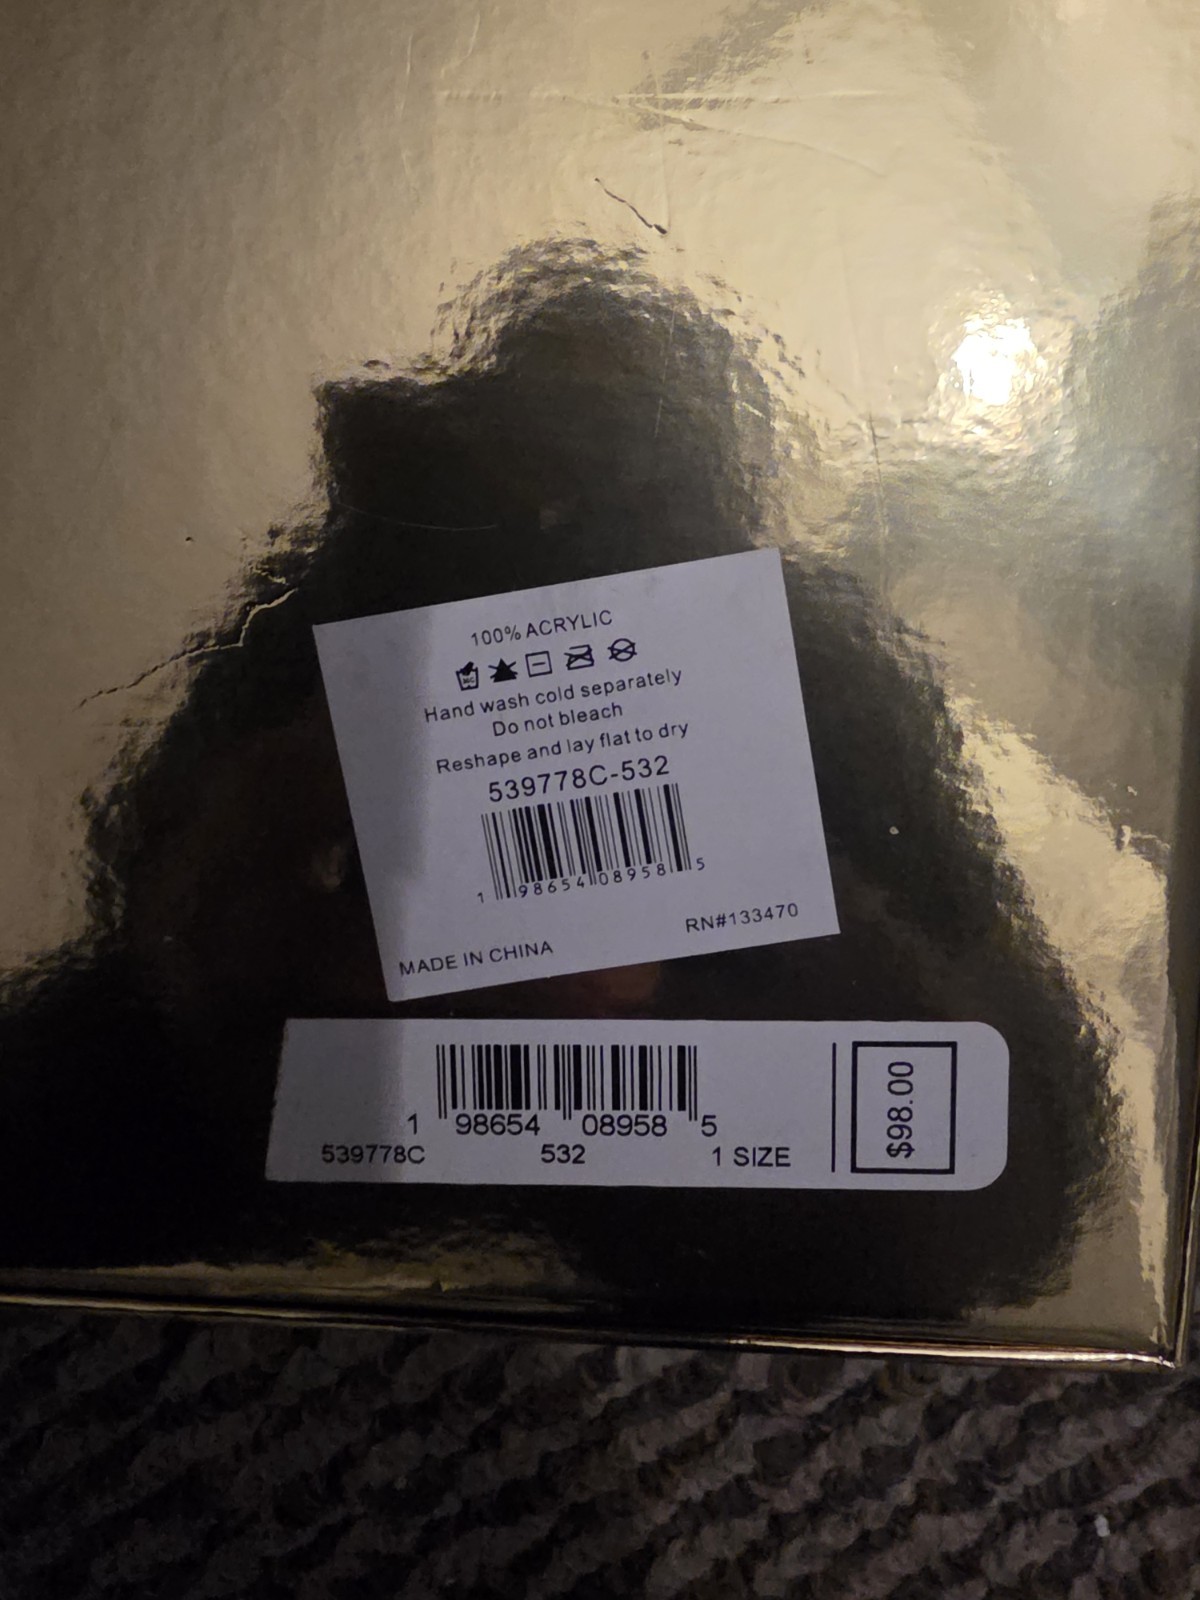 100% ACRYLIC
Hand wash cold separately
Do not bleach
Reshape and lay flat to dry
539778C-532
1 98654 08958 5
RN#133470
MADE IN CHINA
1 98654 08958 5
539778C 532 1 SIZE
$98.00